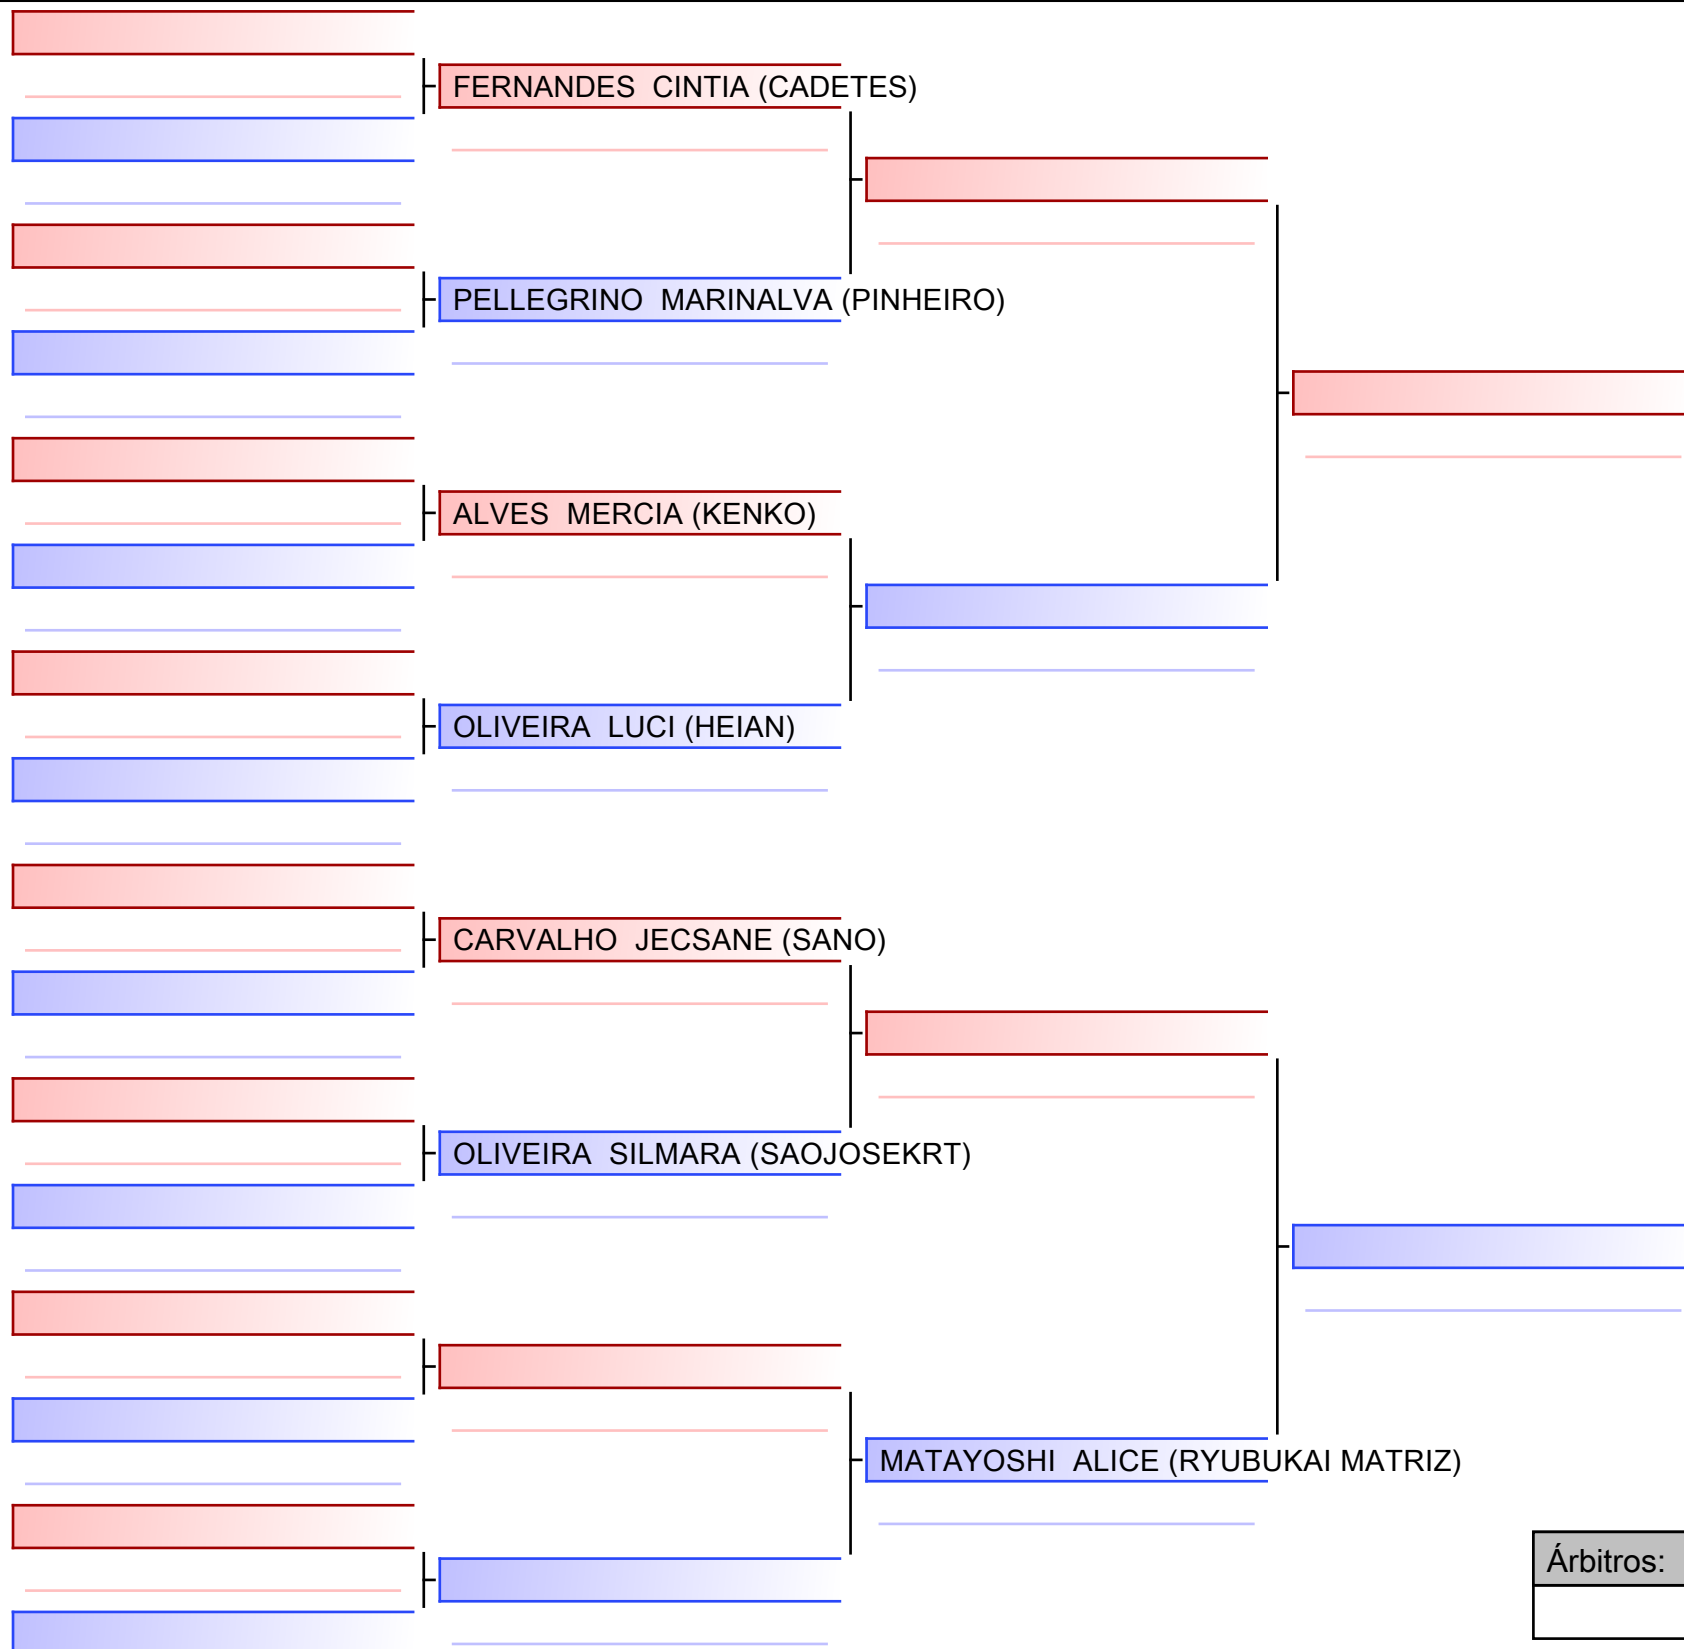 FERNANDES  CINTIA (CADETES)
PELLEGRINO  MARINALVA (PINHEIRO)
ALVES  MERCIA (KENKO)
OLIVEIRA  LUCI (HEIAN)
CARVALHO  JECSANE (SANO)
OLIVEIRA  SILMARA (SAOJOSEKRT)
MATAYOSHI  ALICE (RYUBUKAI MATRIZ)
Árbitros: